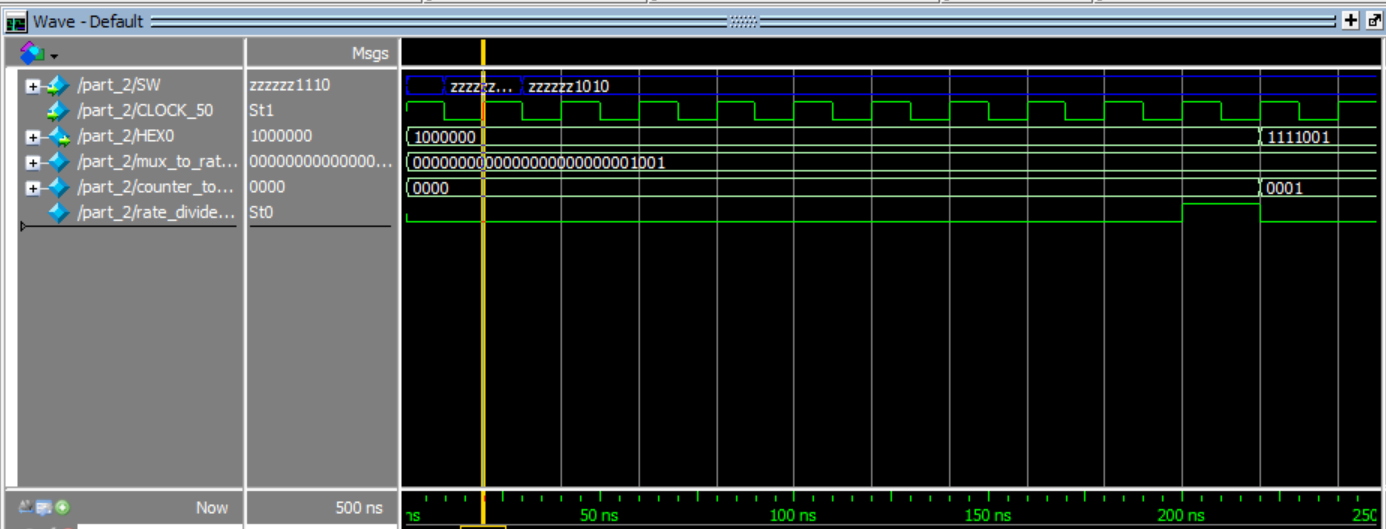 Wave - Default
Msgs
/part_2/SW zzzzzz1110 zzzzzz... zzzzzz1010
/part_2/CLOCK_50 St1
/part_2/HEX0 1000000 1000000 1111001
/part_2/mux_to_rat... 00000000000000... 0000000000000000000000001001
/part_2/counter_to... 0000 0000 0001
/part_2/rate_divide... St0
Now 500 ns ns 50 ns 100 ns 150 ns 200 ns 250